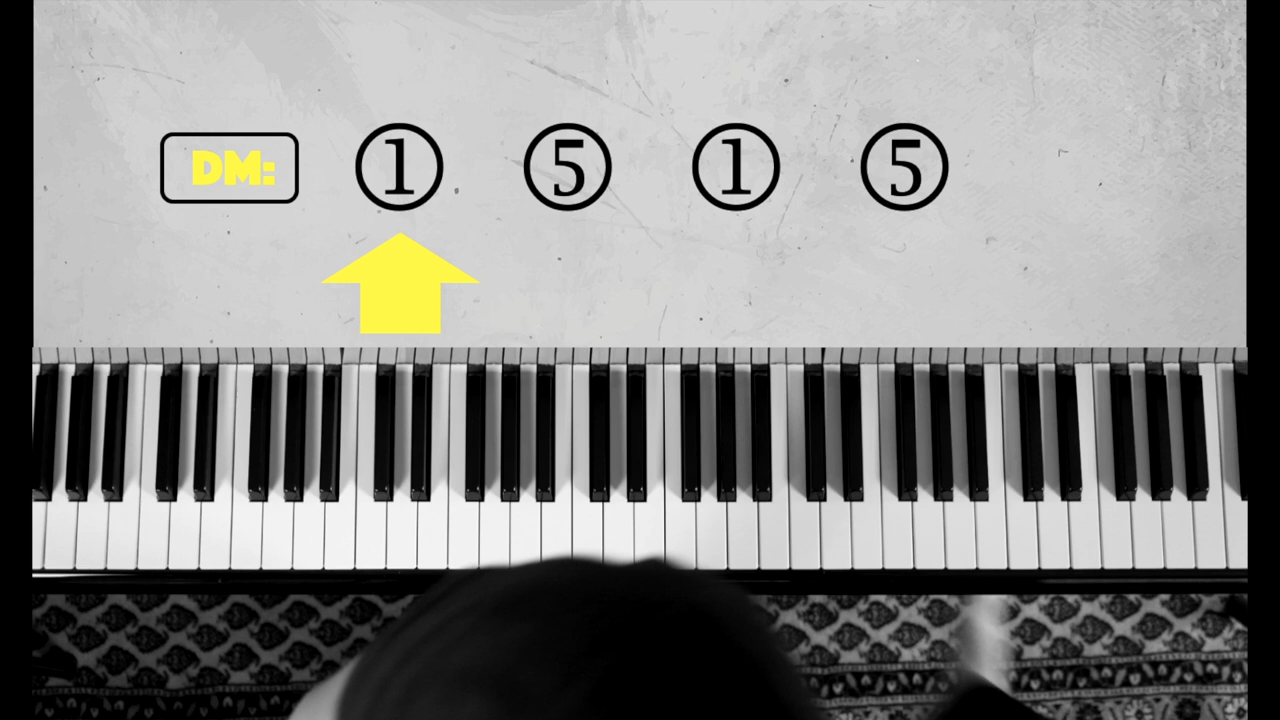 DM: ① ⑤ ① ⑤